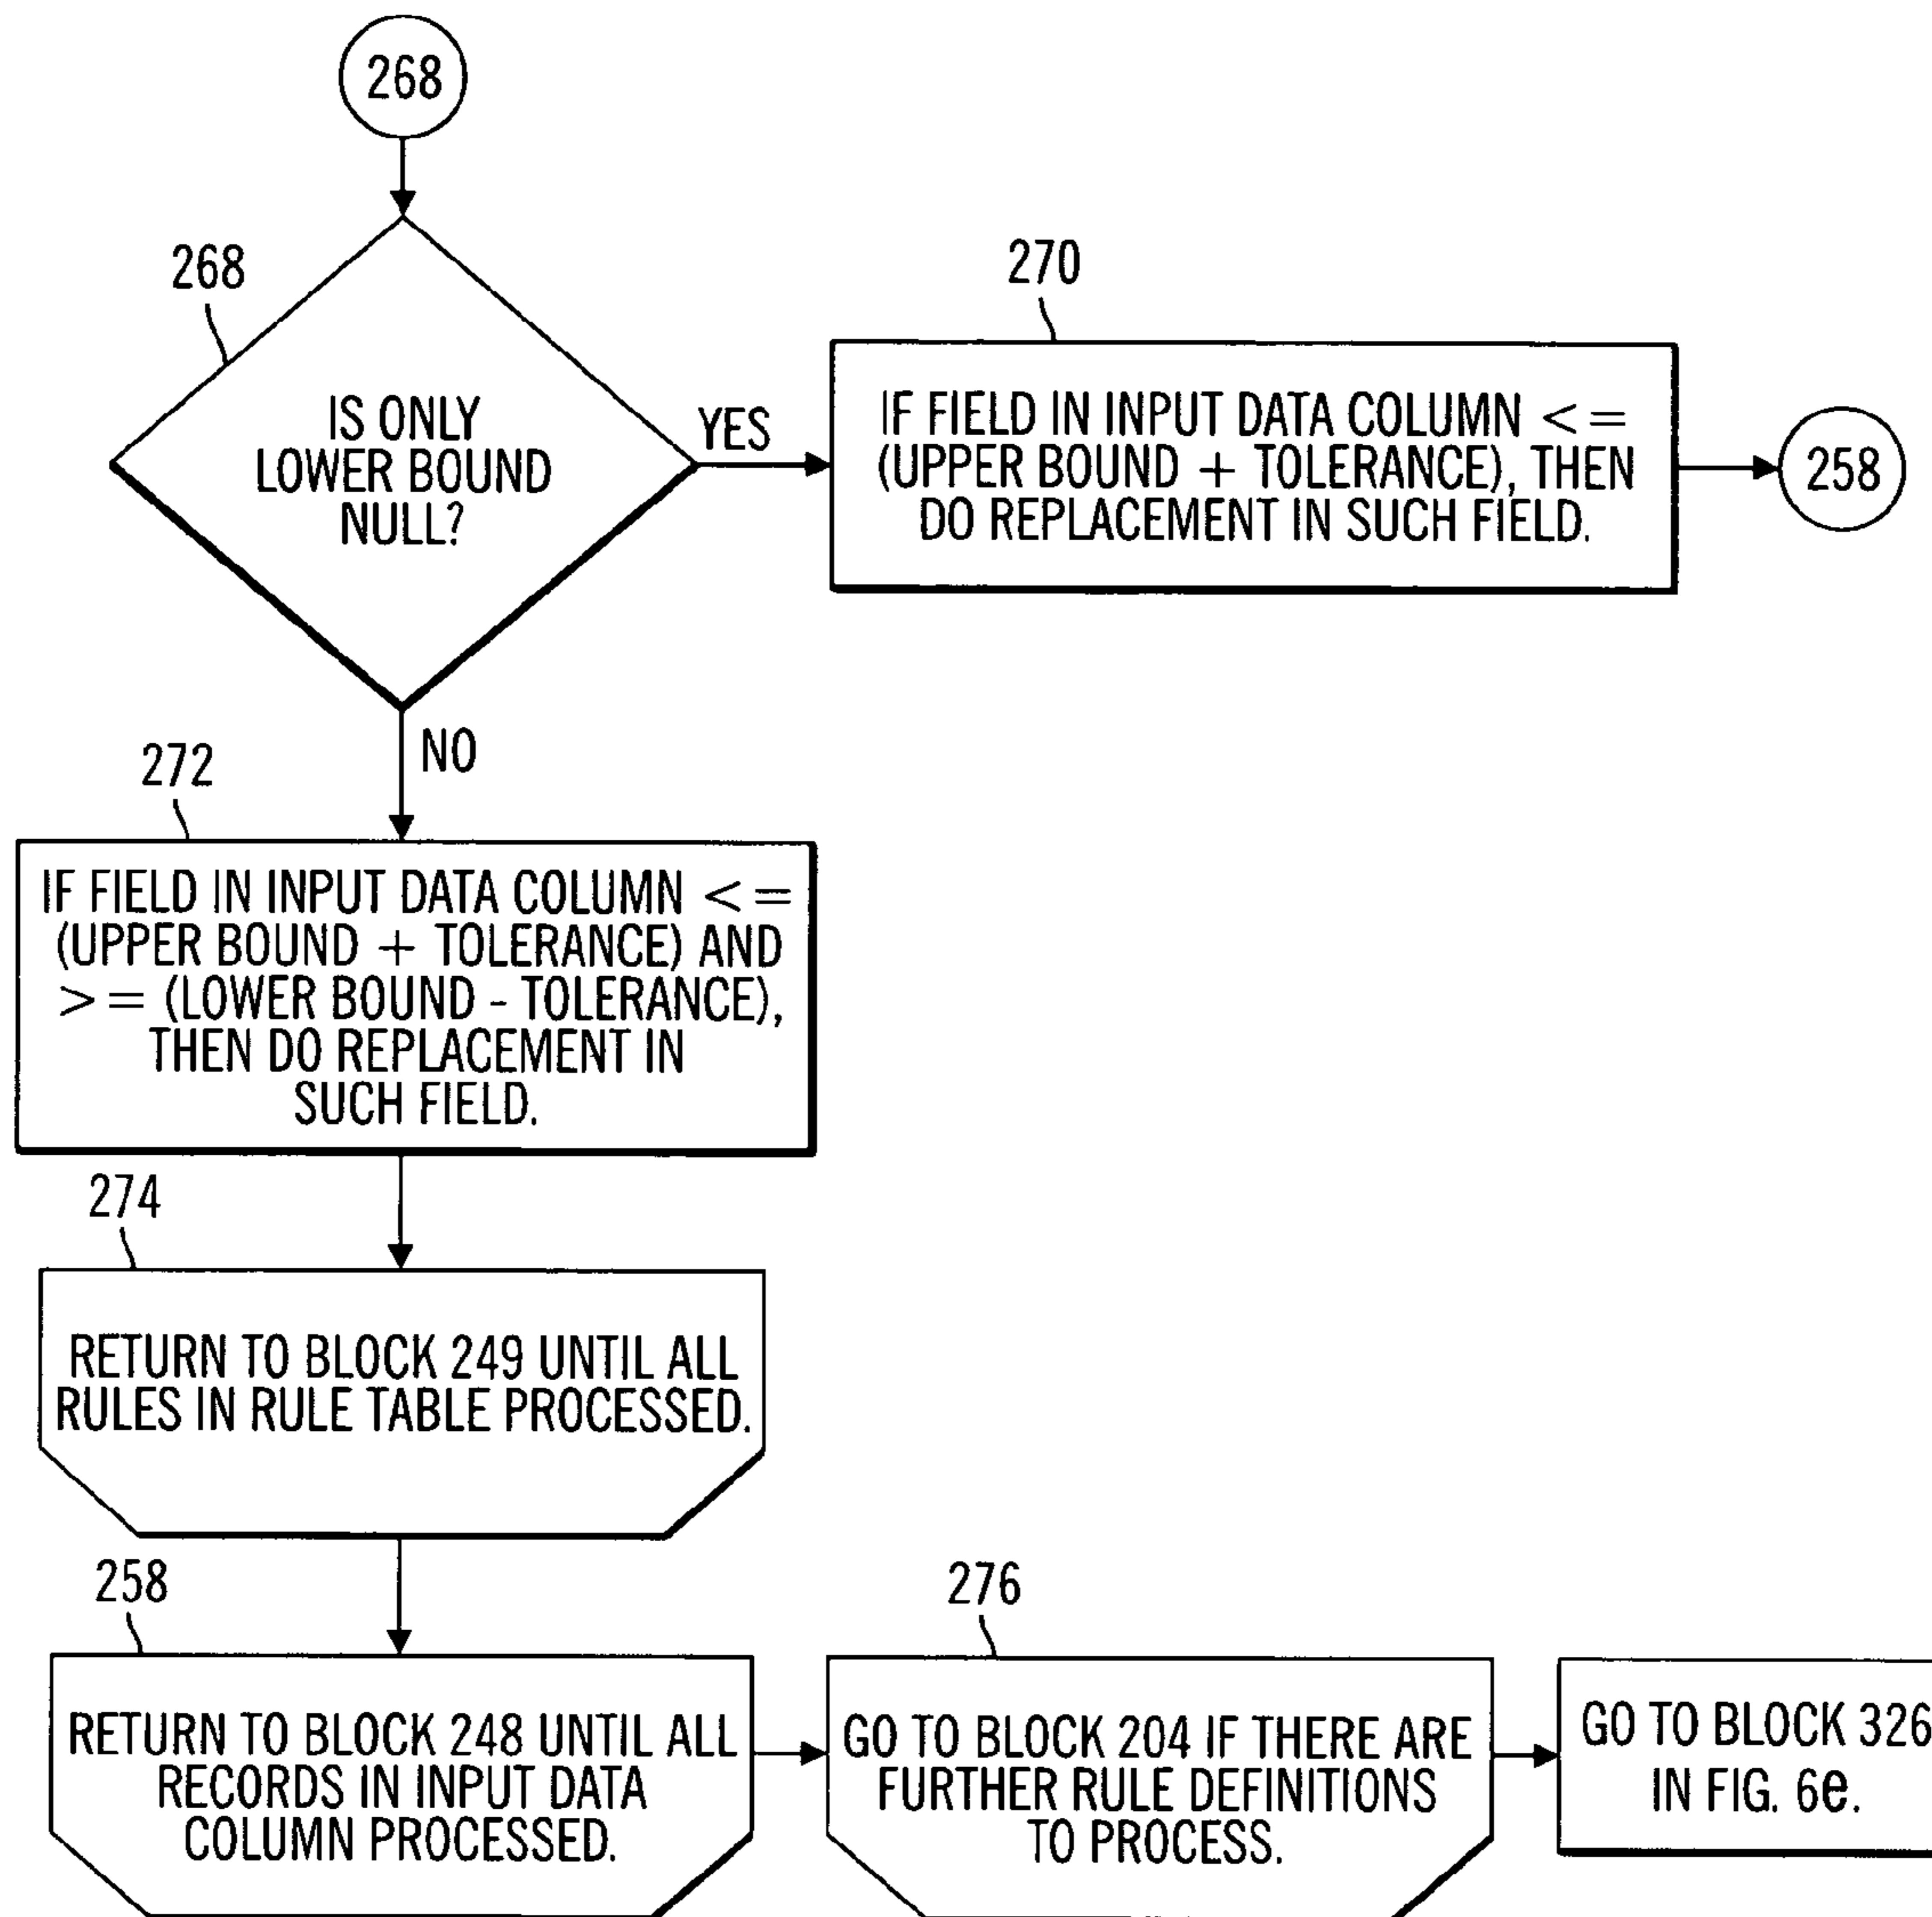 268
268
IS ONLY
LOWER BOUND
NULL?
YES
270
IF FIELD IN INPUT DATA COLUMN <=
(UPPER BOUND + TOLERANCE), THEN
DO REPLACEMENT IN SUCH FIELD.
258
NO
272
IF FIELD IN INPUT DATA COLUMN <=
(UPPER BOUND + TOLERANCE) AND
>= (LOWER BOUND - TOLERANCE),
THEN DO REPLACEMENT IN
SUCH FIELD.
274
RETURN TO BLOCK 249 UNTIL ALL
RULES IN RULE TABLE PROCESSED.
258
RETURN TO BLOCK 248 UNTIL ALL
RECORDS IN INPUT DATA
COLUMN PROCESSED.
276
GO TO BLOCK 204 IF THERE ARE
FURTHER RULE DEFINITIONS
TO PROCESS.
GO TO BLOCK 326
IN FIG. 6e.